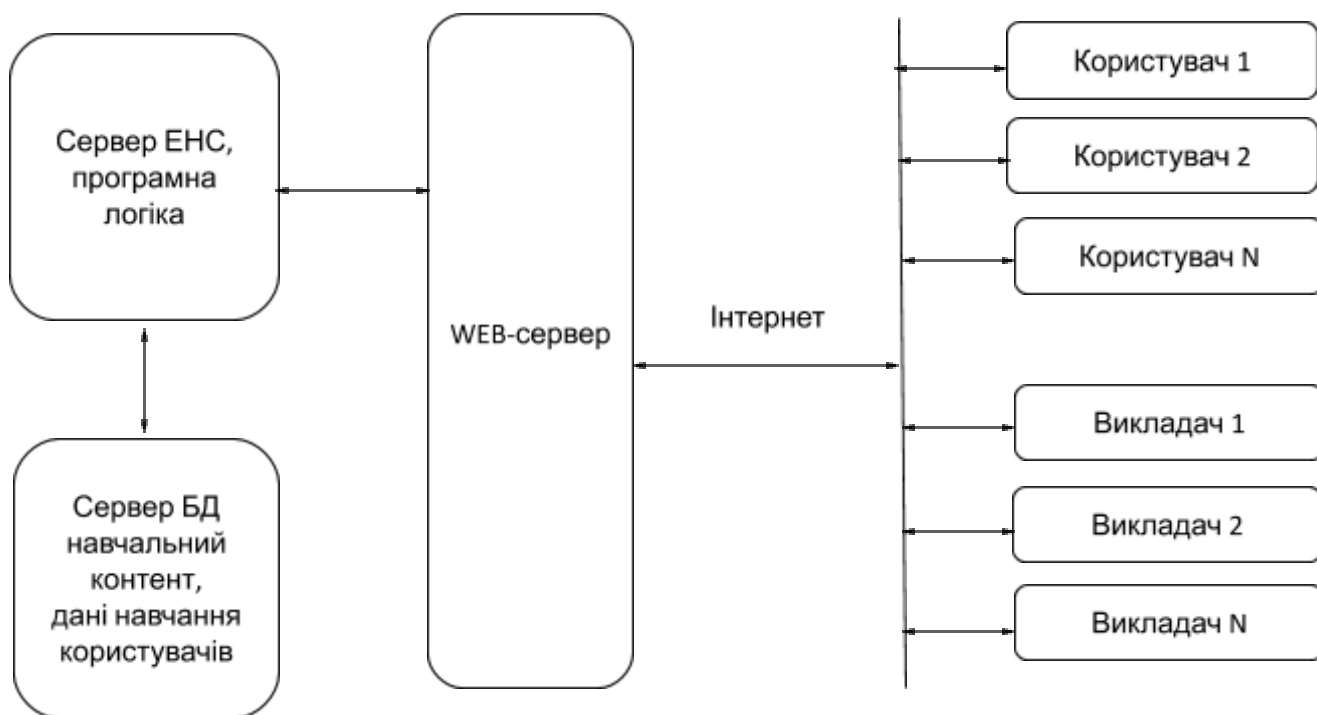 Сервер ЕНС,
програмна
логіка
Сервер БД
навчальний
контент,
дані навчання
користувачів
WEB-сервер
Інтернет
Користувач 1
Користувач 2
Користувач N
Викладач 1
Викладач 2
Викладач N